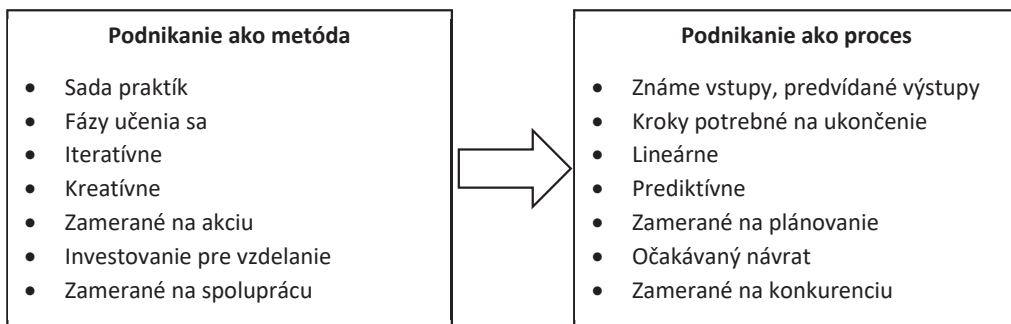 Podnikanie ako metóda
• Sada praktík
• Fázy učenia sa
• Iteratívne
• Kreatívne
• Zamerané na akciu
• Investovanie pre vzdelanie
• Zamerané na spoluprácu
Podnikanie ako proces
• Známe vstupy, predvídané výstupy
• Kroky potrebné na ukončenie
• Lineárne
• Prediktívne
• Zamerané na plánovanie
• Očakávaný návrat
• Zamerané na konkurenciu